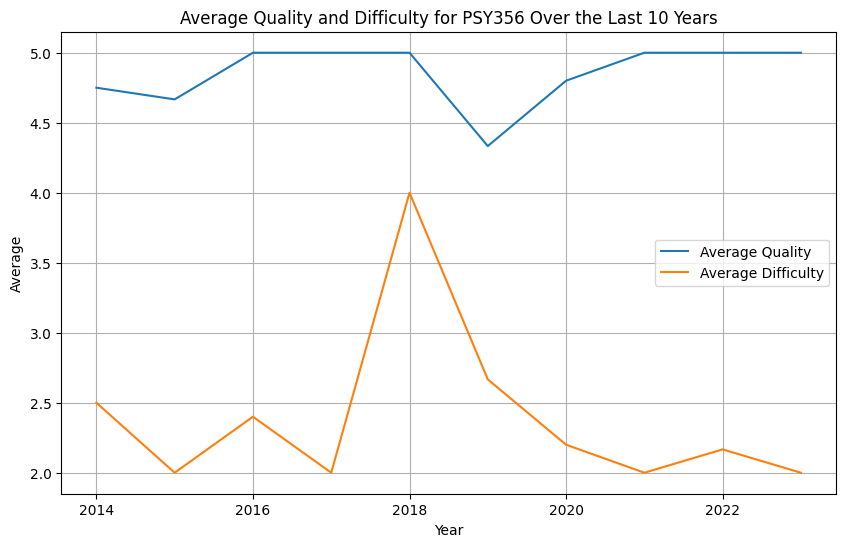 Average Quality and Difficulty for PSY356 Over the Last 10 Years
5.0
4.5
4.0
3.5
3.0
2.5
2.0
Average
Average Quality
Average Difficulty
2014 2016 2018 2020 2022
Year